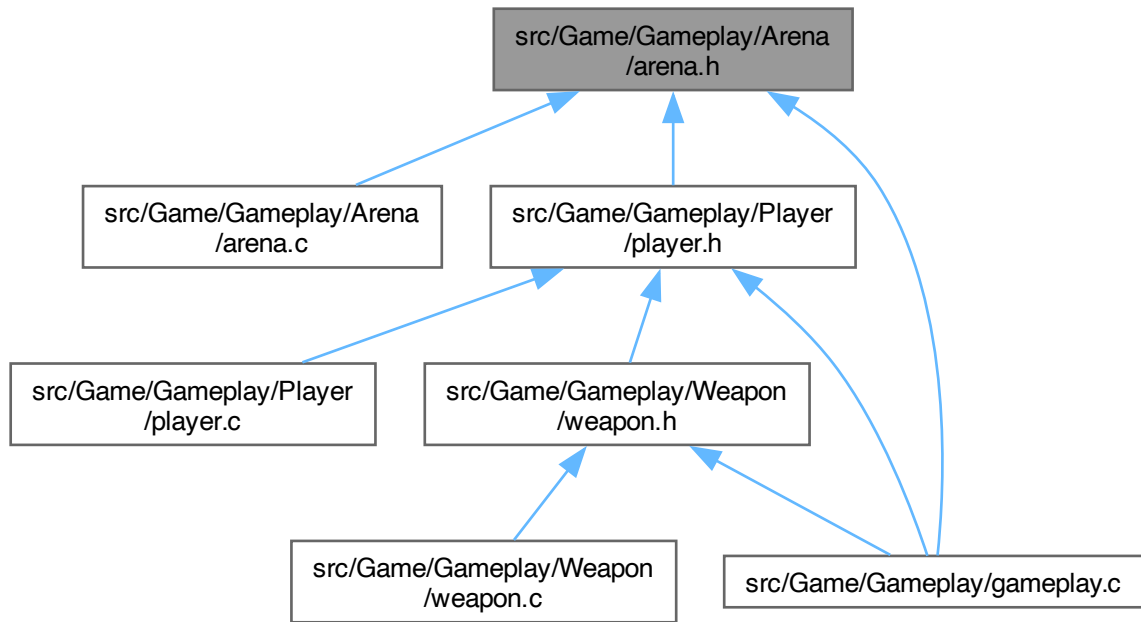 src/Game/Gameplay/Arena
/arena.h
src/Game/Gameplay/Arena
/arena.c
src/Game/Gameplay/Player
/player.h
src/Game/Gameplay/Player
/player.c
src/Game/Gameplay/Weapon
/weapon.h
src/Game/Gameplay/Weapon
/weapon.c
src/Game/Gameplay/gameplay.c